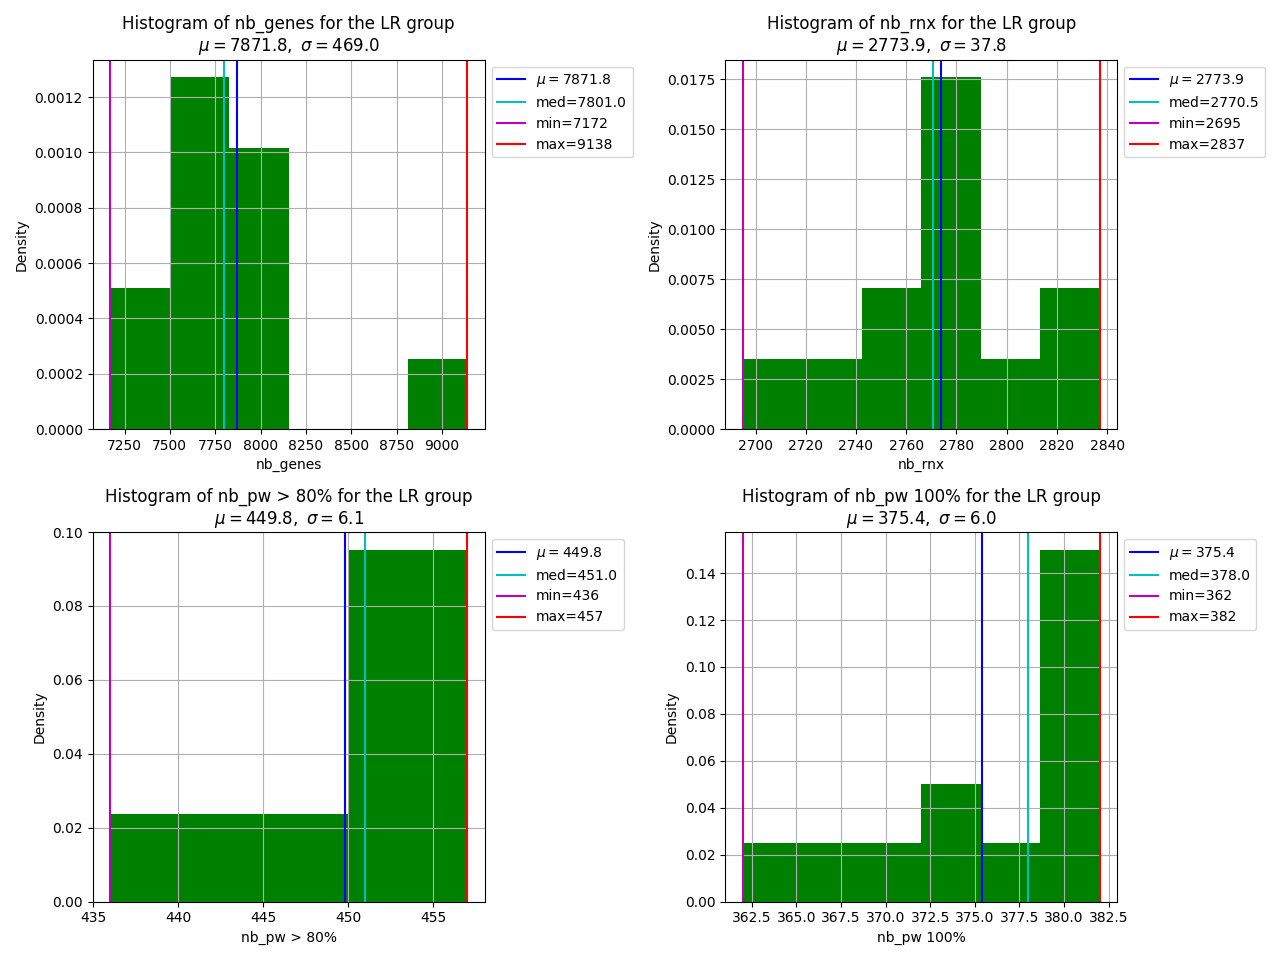 Histogram of nb_genes for the LR group
μ = 7871.8, σ = 469.0
μ = 7871.8
med=7801.0
min=7172
max=9138
0.0012
0.0010
0.0008
0.0006
0.0004
0.0002
0.0000
Density
7250 7500 7750 8000 8250 8500 8750 9000
nb_genes
Histogram of nb_rnx for the LR group
μ = 2773.9, σ = 37.8
μ = 2773.9
med=2770.5
min=2695
max=2837
0.0175
0.0150
0.0125
0.0100
0.0075
0.0050
0.0025
0.0000
Density
2700 2720 2740 2760 2780 2800 2820 2840
nb_rnx
Histogram of nb_pw > 80% for the LR group
μ = 449.8, σ = 6.1
μ = 449.8
med=451.0
min=436
max=457
0.10
0.08
0.06
0.04
0.02
0.00
Density
435 440 445 450 455
nb_pw > 80%
Histogram of nb_pw 100% for the LR group
μ = 375.4, σ = 6.0
μ = 375.4
med=378.0
min=362
max=382
0.14
0.12
0.10
0.08
0.06
0.04
0.02
0.00
Density
362.5 365.0 367.5 370.0 372.5 375.0 377.5 380.0 382.5
nb_pw 100%